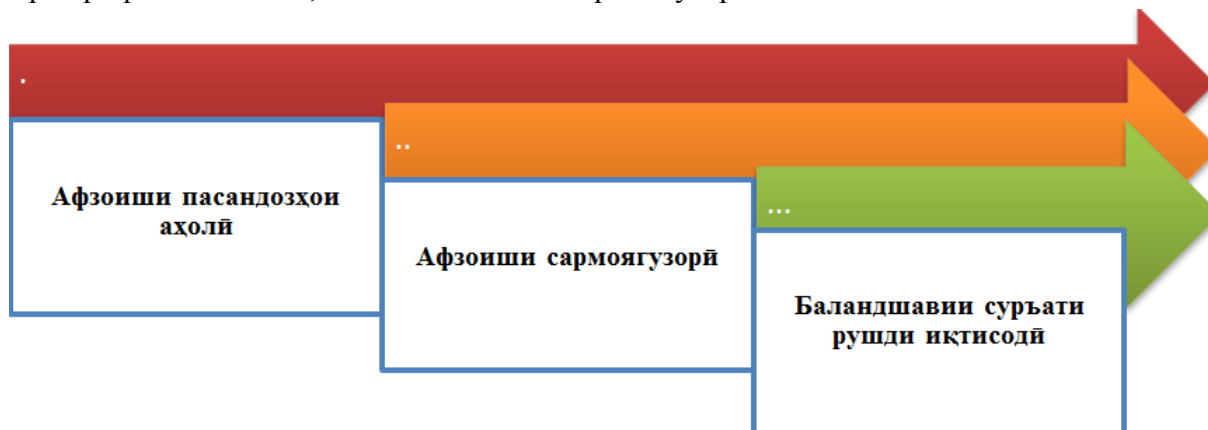 .
Афзоиши пасандозҳои
аҳолӣ
..
Афзоиши сармоягузорӣ
...
Баландшавии суръати
рушди иқтисодӣ